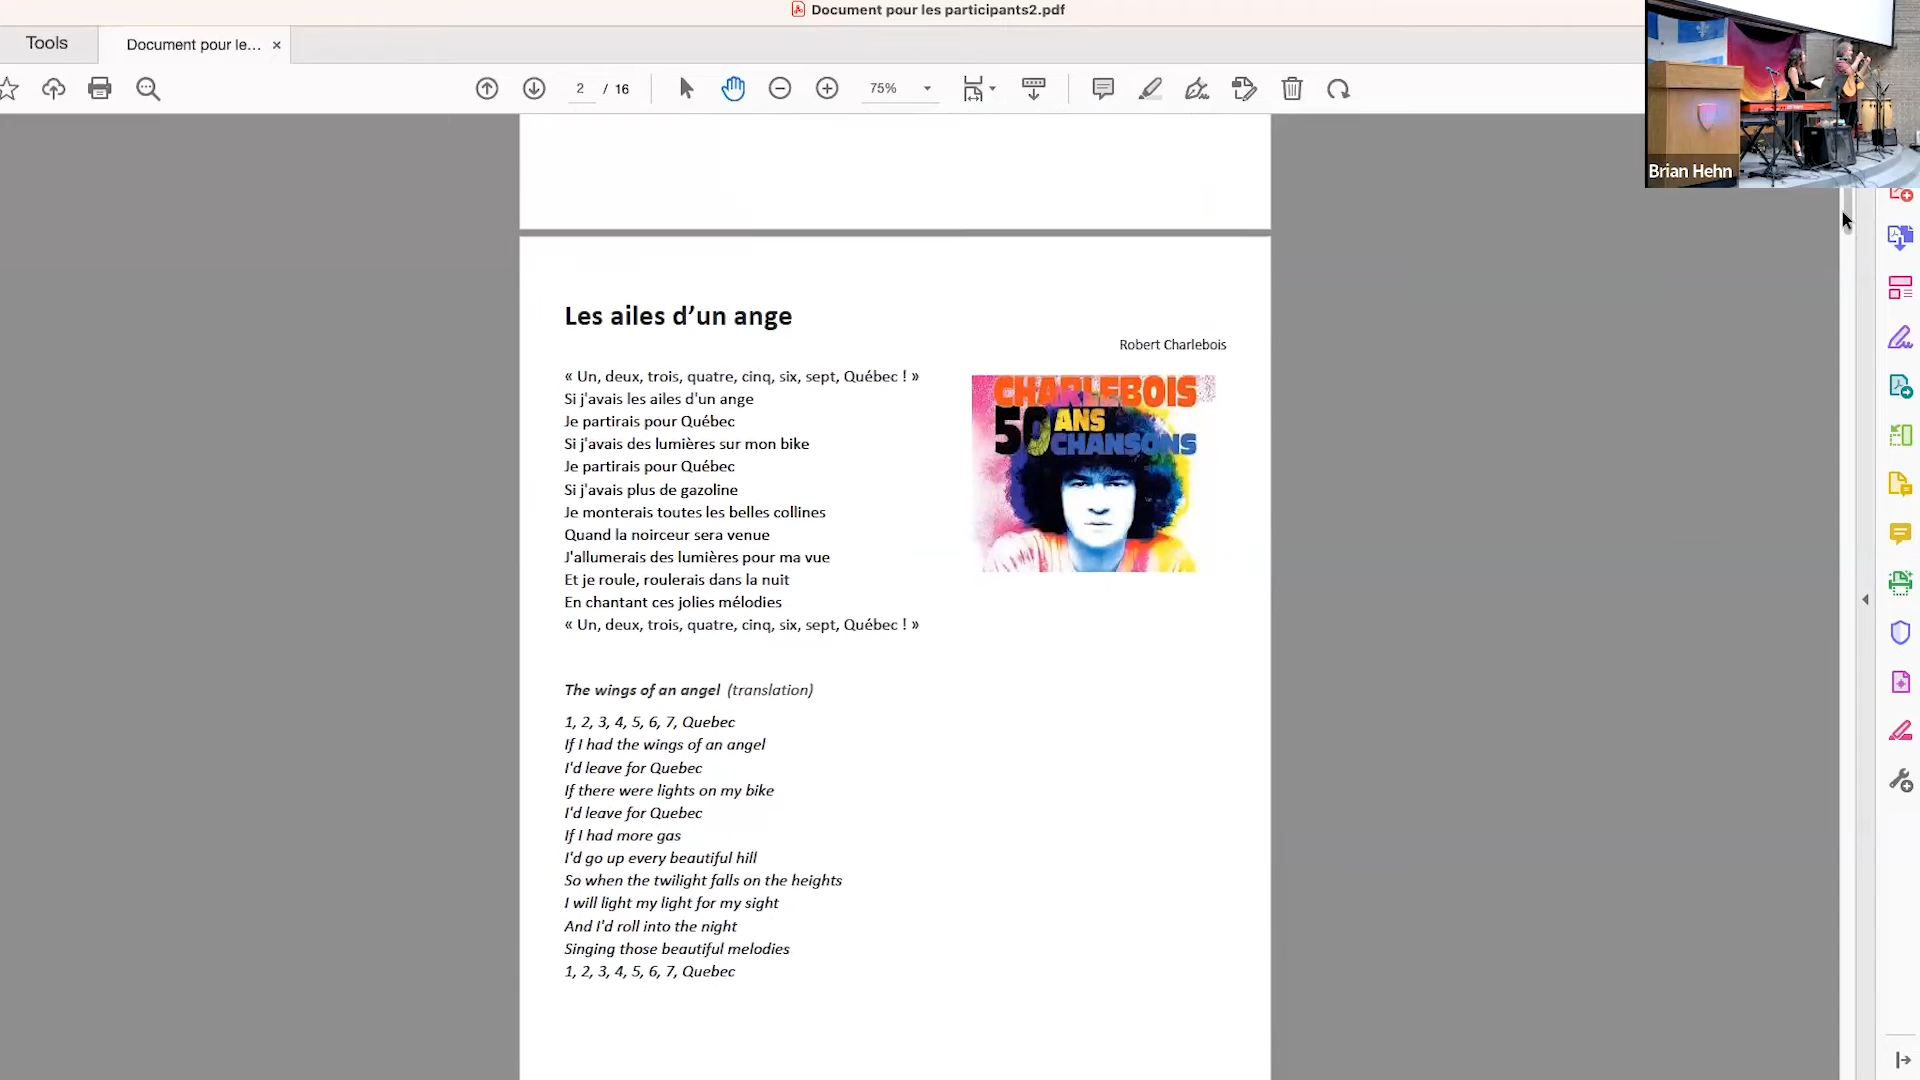 Document pour les participants2.pdf
Tools
Document pour le... ×
2 / 16
75%
Brian Hehn
Les ailes d’un ange
Robert Charlebois
« Un, deux, trois, quatre, cinq, six, sept, Québec ! »
Si j'avais les ailes d'un ange
Je partirais pour Québec
Si j'avais des lumières sur mon bike
Je partirais pour Québec
Si j'avais plus de gazoline
Je monterais toutes les belles collines
Quand la noirceur sera venue
J'allumerais des lumières pour ma vue
Et je roule, roulerais dans la nuit
En chantant ces jolies mélodies
« Un, deux, trois, quatre, cinq, six, sept, Québec ! »
CHARLEBOIS
50 ANS
CHANSONS
The wings of an angel (translation)
1, 2, 3, 4, 5, 6, 7, Quebec
If I had the wings of an angel
I'd leave for Quebec
If there were lights on my bike
I'd leave for Quebec
If I had more gas
I'd go up every beautiful hill
So when the twilight falls on the heights
I will light my light for my sight
And I'd roll into the night
Singing those beautiful melodies
1, 2, 3, 4, 5, 6, 7, Quebec